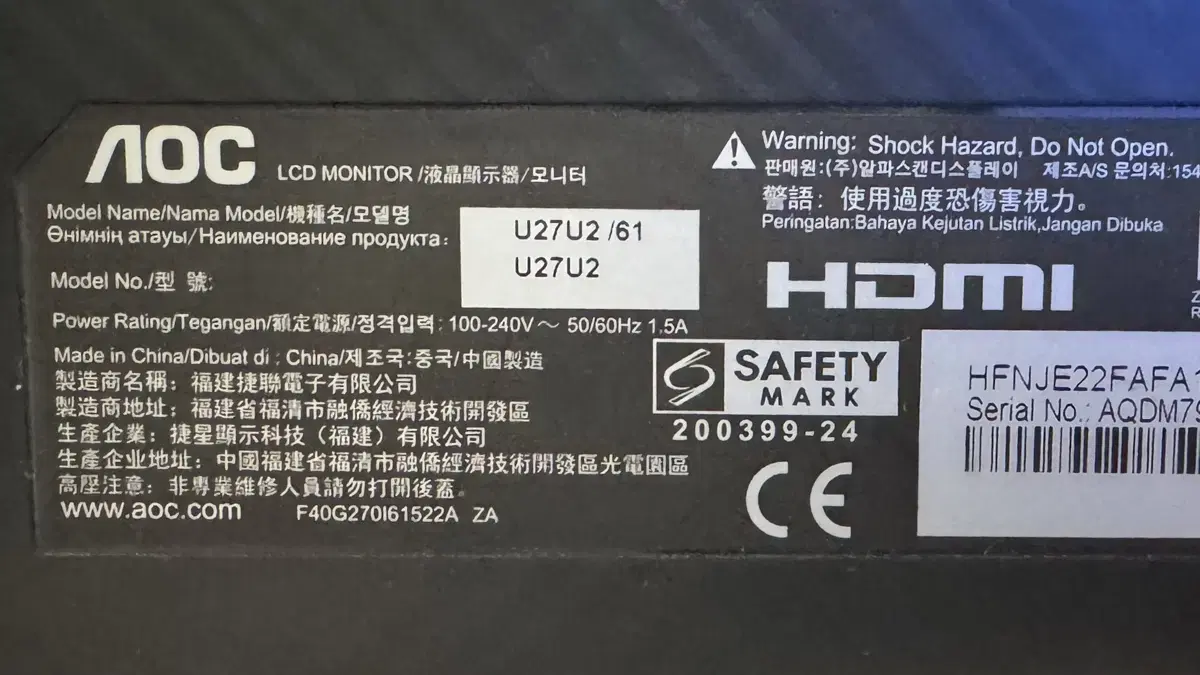 AOC LCD MONITOR /液晶顯示器/모니터
Model Name/Nama Model/機種名/모델명
Өнімнің атауы/Наименование продукта:
U27U2 /61
Model No./型 號:
U27U2
Power Rating/Tegangan/額定電源/정격입력: 100-240V～ 50/60Hz 1.5A
Made in China/Dibuat di : China/제조국:중국/中國製造
製造商名稱：福建捷聯電子有限公司
製造商地址：福建省福清市融僑經濟技術開發區
生產企業：捷星顯示科技（福建）有限公司
生產企业地址：中國福建省福清市融僑經濟技術開發區光電園區
高壓注意：非專業維修人員請勿打開後蓋。
www.aoc.com F40G270I61522A ZA
Warning: Shock Hazard, Do Not Open.
판매원:(주)알파스캔디스플레이 제조A/S 문의처:154
警語：使用過度恐傷害視力。
Peringatan:Bahaya Kejutan Listrik,Jangan Dibuka
HDMI
SAFETY
MARK
200399-24
CE
HFNJE22FAFA1
Serial No.: AQDM79